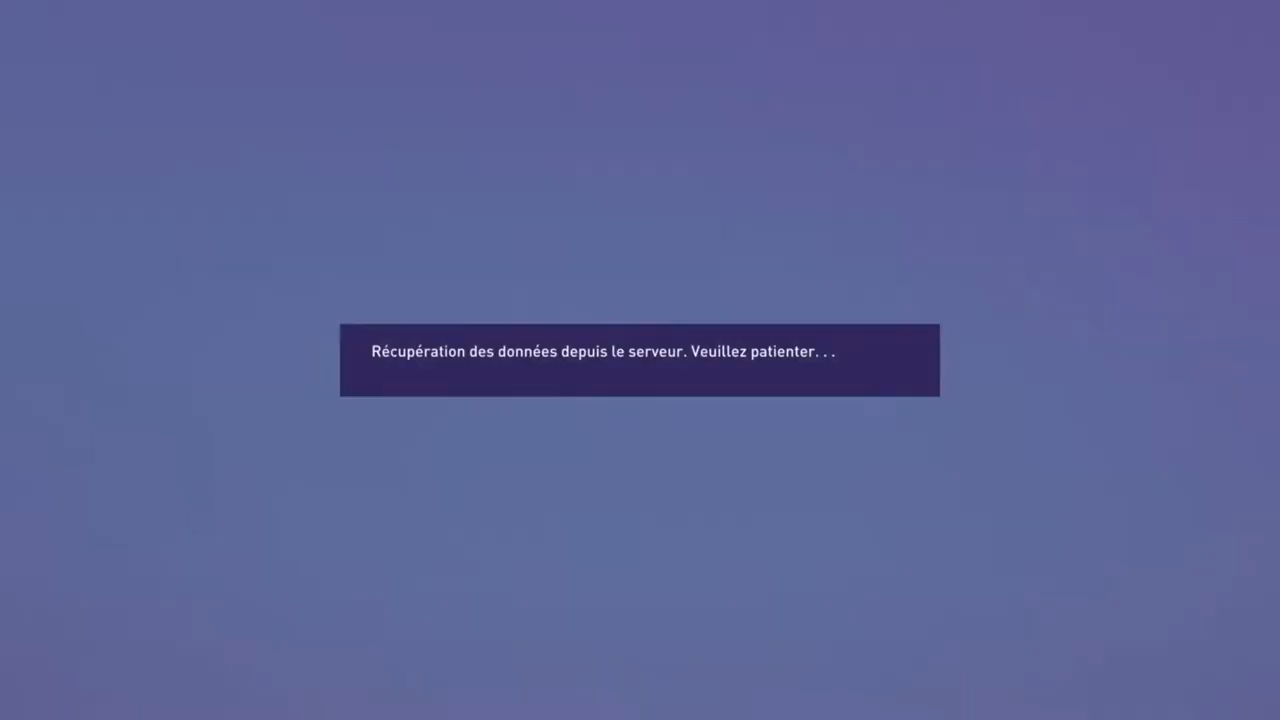 Récupération des données depuis le serveur. Veuillez patienter. . .